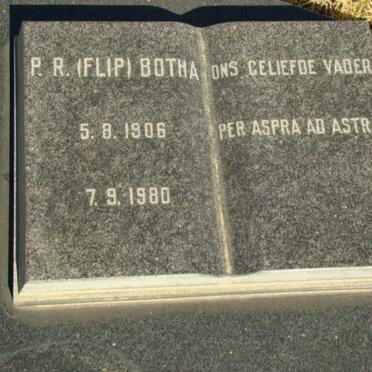 P. R. (FLIP) BOTHA
5. 8. 1906
7. 9. 1980
ONS GELIEFDE VADER
PER ASPRA AD ASTR